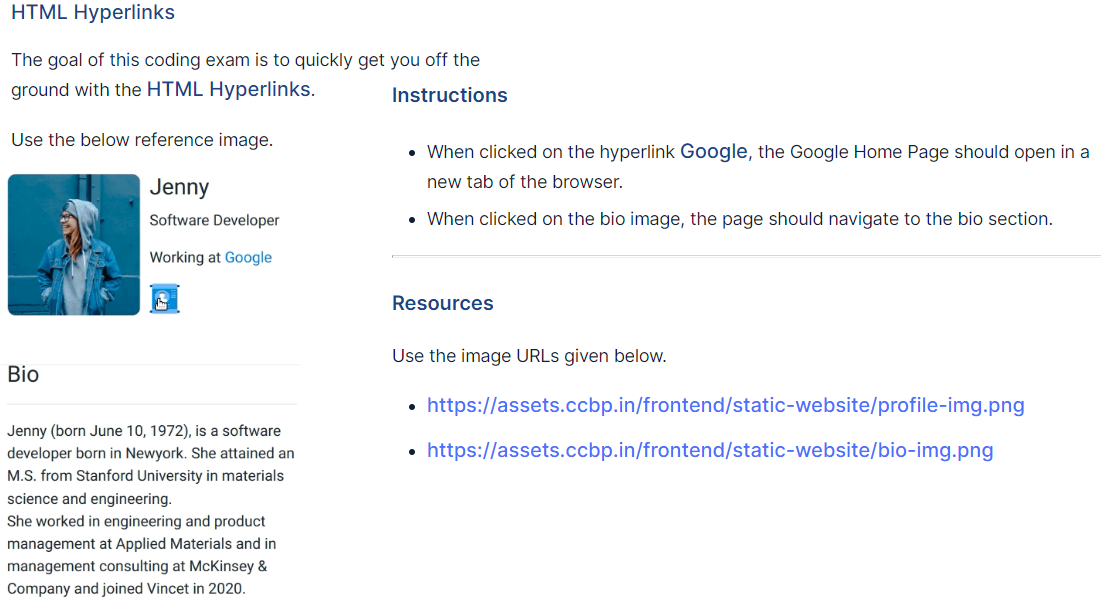 HTML Hyperlinks
The goal of this coding exam is to quickly get you off the
ground with the HTML Hyperlinks.
Use the below reference image.
Jenny
Software Developer
Working at Google
Bio
Jenny (born June 10, 1972), is a software
developer born in Newyork. She attained an
M.S. from Stanford University in materials
science and engineering.
She worked in engineering and product
management at Applied Materials and in
management consulting at McKinsey &
Company and joined Vincet in 2020.
Instructions
• When clicked on the hyperlink Google, the Google Home Page should open in a
new tab of the browser.
• When clicked on the bio image, the page should navigate to the bio section.
Resources
Use the image URLs given below.
• https://assets.ccbp.in/frontend/static-website/profile-img.png
• https://assets.ccbp.in/frontend/static-website/bio-img.png